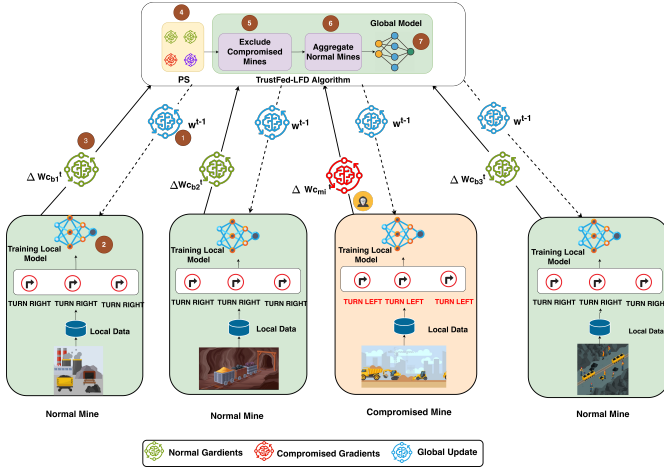 4
5
6
7
Global Model
Exclude
Compromised
Mines
Aggregate
Normal Mines
PS
TrustFed-LFD Algorithm
1
3
w^t-1
w^t-1
w^t-1
w^t-1
Δ Wc_b1^t
Δ Wc_b2^t
Δ Wc_mi^t
Δ Wc_b3^t
2
Training Local
Model
TURN RIGHT TURN RIGHT TURN RIGHT
Local Data
Normal Mine
Training Local
Model
TURN RIGHT TURN RIGHT TURN RIGHT
Local Data
Normal Mine
Training Local
Model
TURN LEFT TURN LEFT TURN LEFT
Local Data
Compromised Mine
Training Local
Model
TURN RIGHT TURN RIGHT TURN RIGHT
Local Data
Normal Mine
Normal Gardients
Compromised Gradients
Global Update